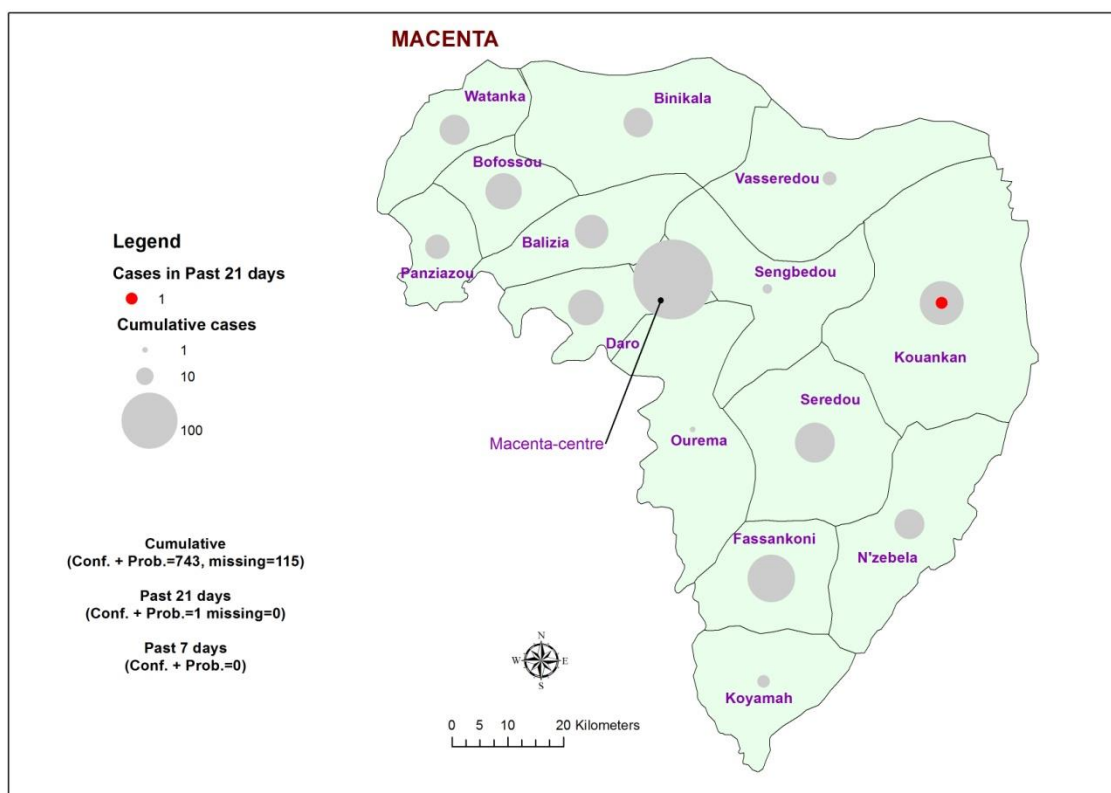 MACENTA
Watanka
Binikala
Bofossou
Vasseredou
Balizia
Panziazou
Sengbedou
Daro
Kouankan
Seredou
Macenta-centre
Ourema
Fassankoni
N'zebela
Koyamah
Legend
Cases in Past 21 days
1
Cumulative cases
1
10
100
Cumulative
(Conf. + Prob.=743, missing=115)
Past 21 days
(Conf. + Prob.=1 missing=0)
Past 7 days
(Conf. + Prob.=0)
N
W E
S
0 5 10 20 Kilometers